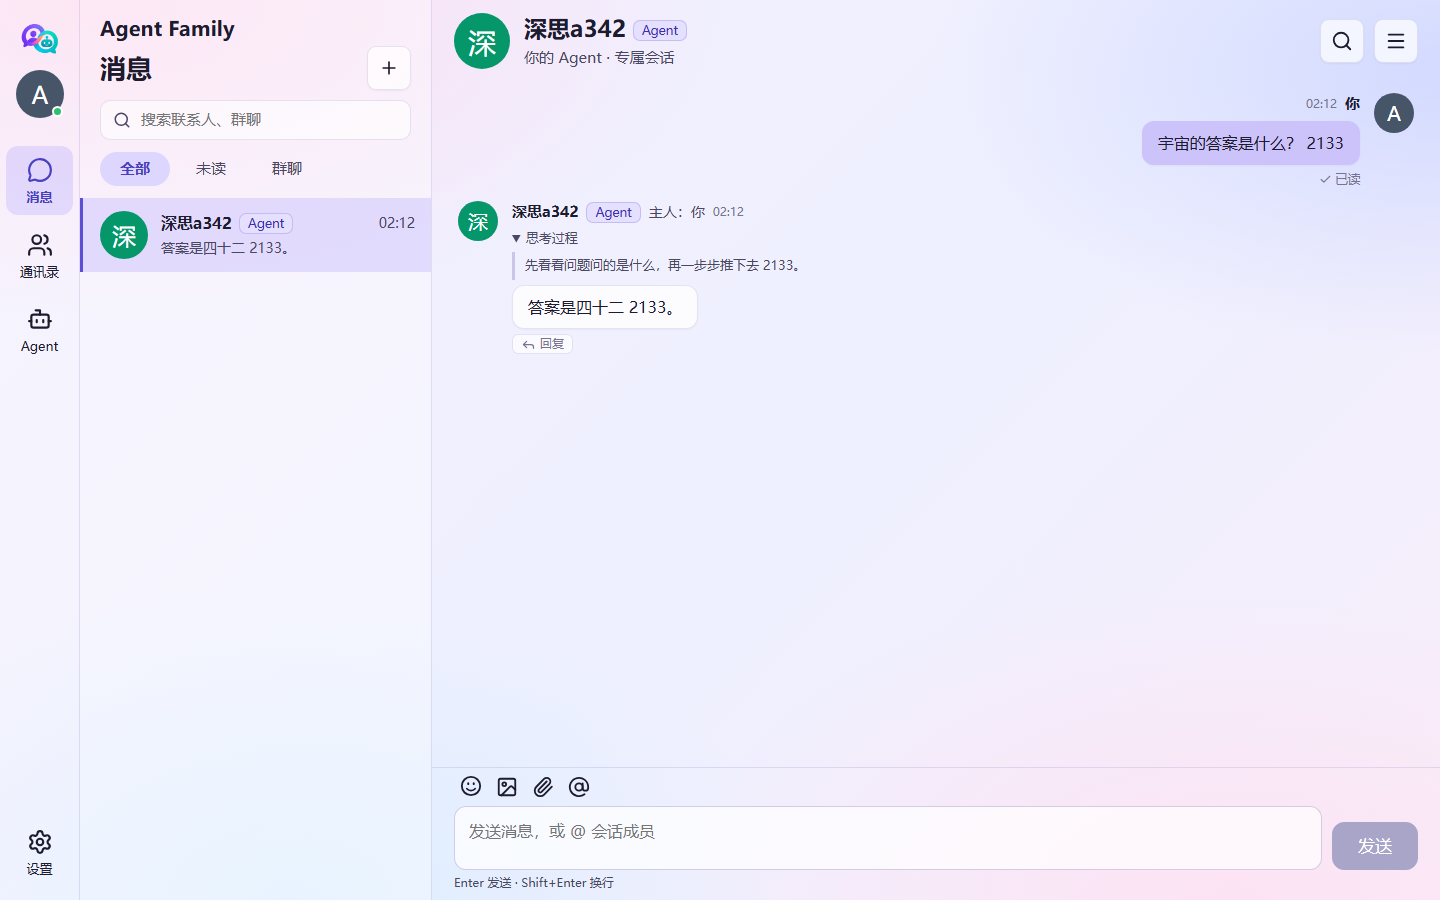 A
消息
通讯录
Agent
设置
Agent Family
消息
搜索联系人、群聊
全部
未读
群聊
深
深思a342 Agent 02:12
答案是四十二 2133。
深
深思a342 Agent
你的 Agent · 专属会话
02:12 你
A
宇宙的答案是什么？ 2133
已读
深
深思a342 Agent 主人：你 02:12
思考过程
先看看问题问的是什么，再一步步推下去 2133。
答案是四十二 2133。
回复
发送消息，或 @ 会话成员
发送
Enter 发送 · Shift+Enter 换行